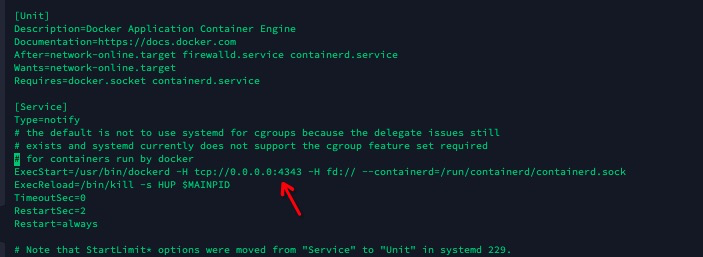 [Unit]
Description=Docker Application Container Engine
Documentation=https://docs.docker.com
After=network-online.target firewalld.service containerd.service
Wants=network-online.target
Requires=docker.socket containerd.service
[Service]
Type=notify
# the default is not to use systemd for cgroups because the delegate issues still
# exists and systemd currently does not support the cgroup feature set required
# for containers run by docker
ExecStart=/usr/bin/dockerd -H tcp://0.0.0.0:4343 -H fd:// --containerd=/run/containerd/containerd.sock
ExecReload=/bin/kill -s HUP $MAINPID
TimeoutSec=0
RestartSec=2
Restart=always
# Note that StartLimit* options were moved from "Service" to "Unit" in systemd 229.